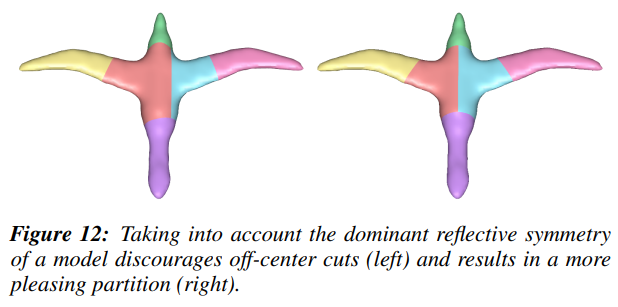 Figure 12: Taking into account the dominant reflective symmetry
of a model discourages off-center cuts (left) and results in a more
pleasing partition (right).